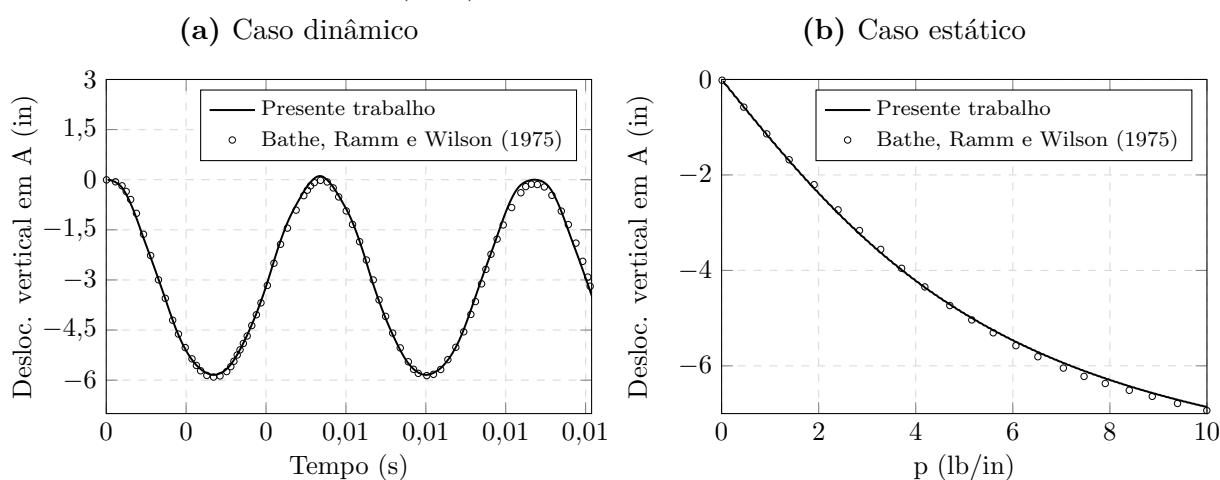 (a) Caso dinâmico
3
1,5
0
−1,5
−3
−4,5
−6
Desloc. vertical em A (in)
Presente trabalho
Bathe, Ramm e Wilson (1975)
0 0 0 0,01 0,01 0,01 0,01
Tempo (s)
(b) Caso estático
0
−2
−4
−6
Desloc. vertical em A (in)
Presente trabalho
Bathe, Ramm e Wilson (1975)
0 2 4 6 8 10
p (lb/in)